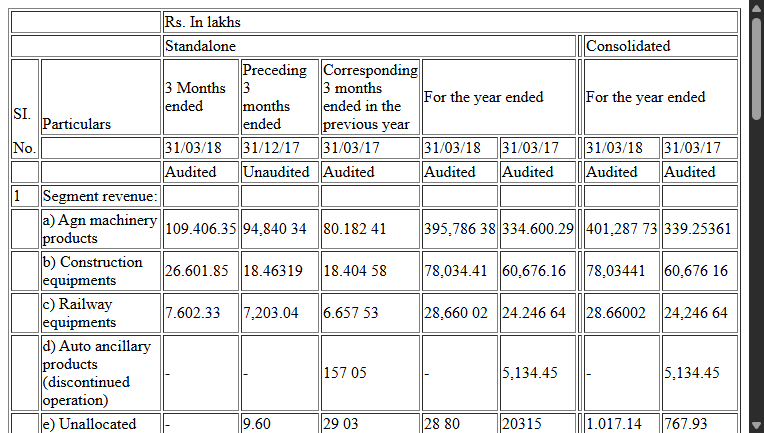 Rs. In lakhs
Standalone Consolidated
SI. No. Particulars 3 Months ended Preceding 3 months ended Corresponding 3 months ended in the previous year For the year ended For the year ended
31/03/18 31/12/17 31/03/17 31/03/18 31/03/17 31/03/18 31/03/17
Audited Unaudited Audited Audited Audited Audited Audited
1 Segment revenue:
a) Agn machinery products 109.406.35 94,840 34 80.182 41 395,786 38 334.600.29 401,287 73 339.25361
b) Construction equipments 26.601.85 18.46319 18.404 58 78,034.41 60,676.16 78,03441 60,676 16
c) Railway equipments 7.602.33 7,203.04 6.657 53 28,660 02 24.246 64 28.66002 24,246 64
d) Auto ancillary products (discontinued operation) - - 157 05 - 5,134.45 - 5,134.45
e) Unallocated - 9.60 29 03 28 80 20315 1.017.14 767.93